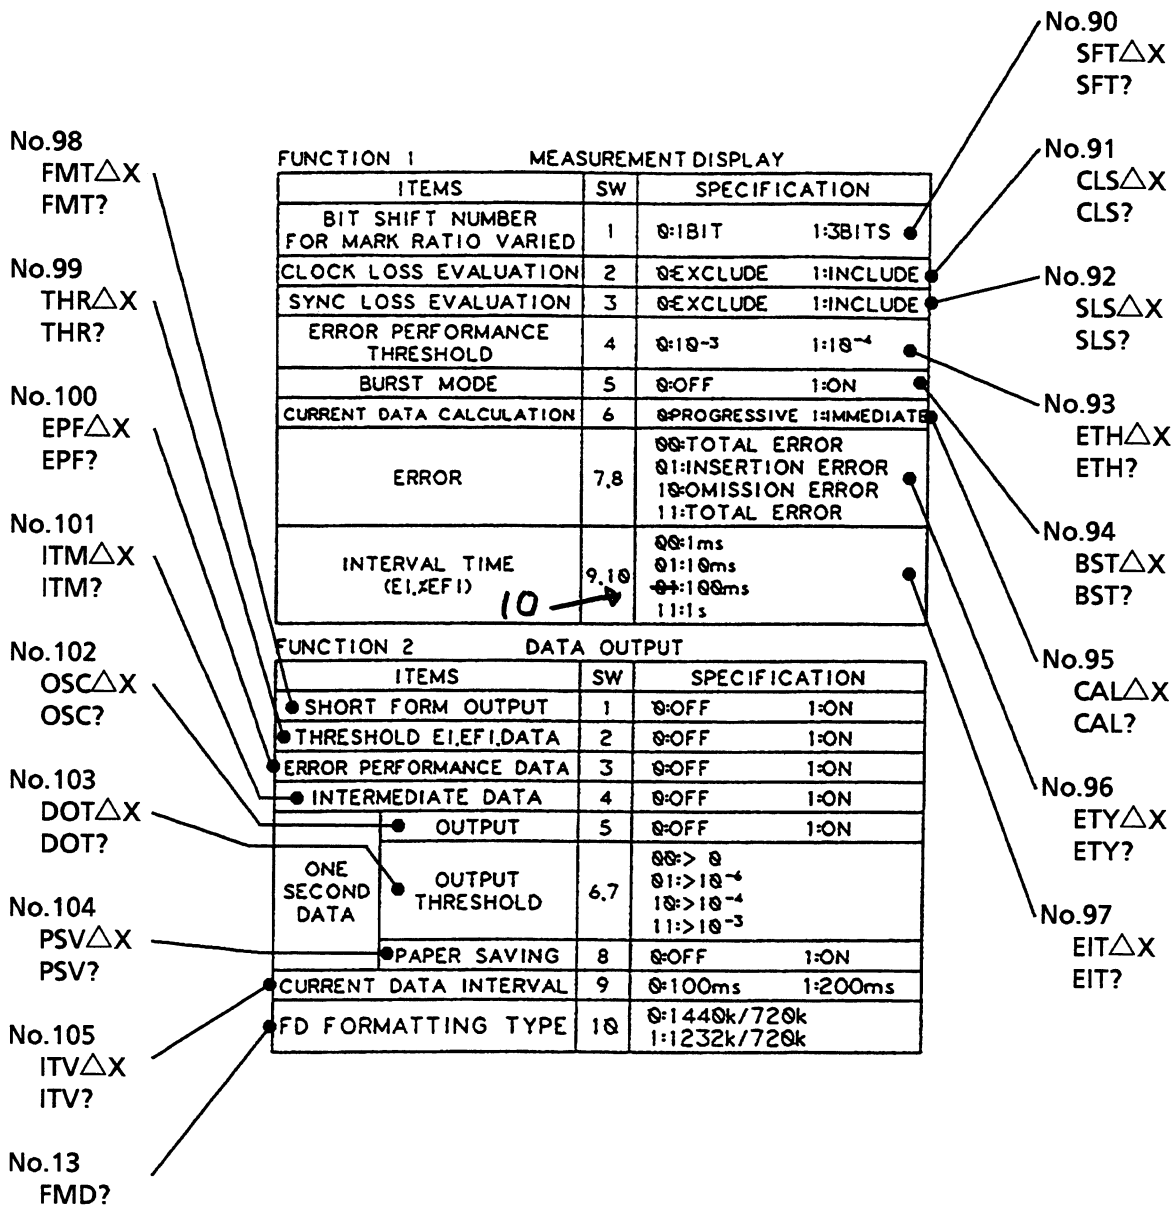 No.90
SFT△X
SFT?
No.91
CLS△X
CLS?
No.92
SLS△X
SLS?
No.93
ETH△X
ETH?
No.94
BST△X
BST?
No.95
CAL△X
CAL?
No.96
ETY△X
ETY?
No.97
EIT△X
EIT?
No.98
FMT△X
FMT?
No.99
THR△X
THR?
No.100
EPF△X
EPF?
No.101
ITM△X
ITM?
No.102
OSC△X
OSC?
No.103
DOT△X
DOT?
No.104
PSV△X
PSV?
No.105
ITV△X
ITV?
No.13
FMD?
FUNCTION 1 MEASUREMENT DISPLAY
ITEMS SW SPECIFICATION
BIT SHIFT NUMBER
FOR MARK RATIO VARIED 1 0:1BIT 1:3BITS
CLOCK LOSS EVALUATION 2 0:EXCLUDE 1:INCLUDE
SYNC LOSS EVALUATION 3 0:EXCLUDE 1:INCLUDE
ERROR PERFORMANCE
THRESHOLD 4 0:10⁻³ 1:10⁻⁴
BURST MODE 5 0:OFF 1:ON
CURRENT DATA CALCULATION 6 0:PROGRESSIVE 1:IMMEDIATE
ERROR 7,8
00:TOTAL ERROR
01:INSERTION ERROR
10:OMISSION ERROR
11:TOTAL ERROR
INTERVAL TIME
(EI,%EFI) 9,10
00:1ms
01:10ms
01:100ms
11:1s
10
FUNCTION 2 DATA OUTPUT
ITEMS SW SPECIFICATION
SHORT FORM OUTPUT 1 0:OFF 1:ON
THRESHOLD EI,EFI,DATA 2 0:OFF 1:ON
ERROR PERFORMANCE DATA 3 0:OFF 1:ON
INTERMEDIATE DATA 4 0:OFF 1:ON
ONE
SECOND
DATA
OUTPUT 5 0:OFF 1:ON
OUTPUT
THRESHOLD 6,7
00:> 0
01:>10⁻⁶
10:>10⁻⁴
11:>10⁻³
PAPER SAVING 8 0:OFF 1:ON
CURRENT DATA INTERVAL 9 0:100ms 1:200ms
FD FORMATTING TYPE 10
0:1440k/720k
1:1232k/720k